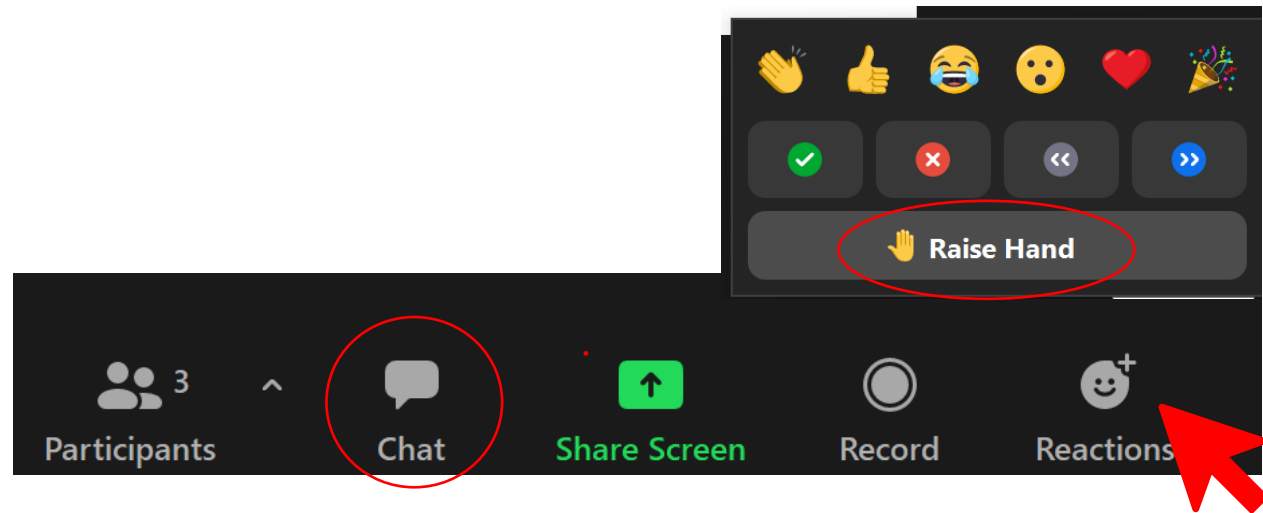 Raise Hand
3
Participants
Chat
Share Screen
Record
Reactions